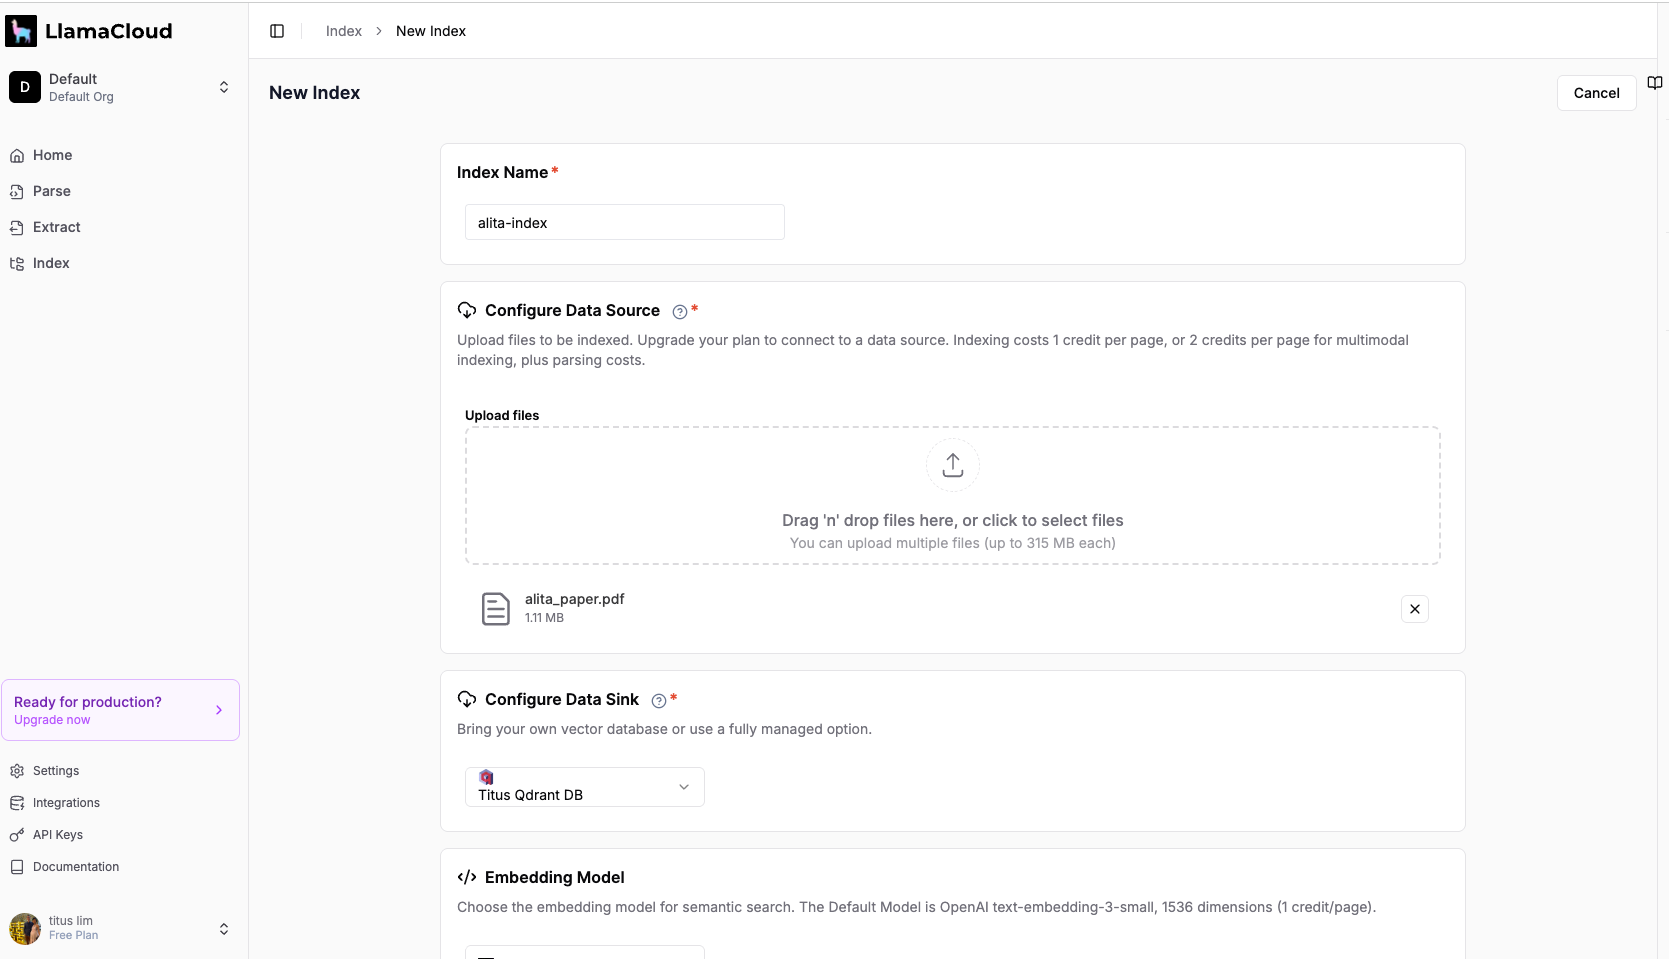 LlamaCloud
D
Default
Default Org
Home
Parse
Extract
Index
Ready for production?
Upgrade now
Settings
Integrations
API Keys
Documentation
titus lim
Free Plan
Index > New Index
New Index
Cancel
Index Name*
alita-index
Configure Data Source ? *
Upload files to be indexed. Upgrade your plan to connect to a data source. Indexing costs 1 credit per page, or 2 credits per page for multimodal
indexing, plus parsing costs.
Upload files
Drag 'n' drop files here, or click to select files
You can upload multiple files (up to 315 MB each)
alita_paper.pdf
1.11 MB
Configure Data Sink ? *
Bring your own vector database or use a fully managed option.
Titus Qdrant DB
Embedding Model
Choose the embedding model for semantic search. The Default Model is OpenAI text-embedding-3-small, 1536 dimensions (1 credit/page).